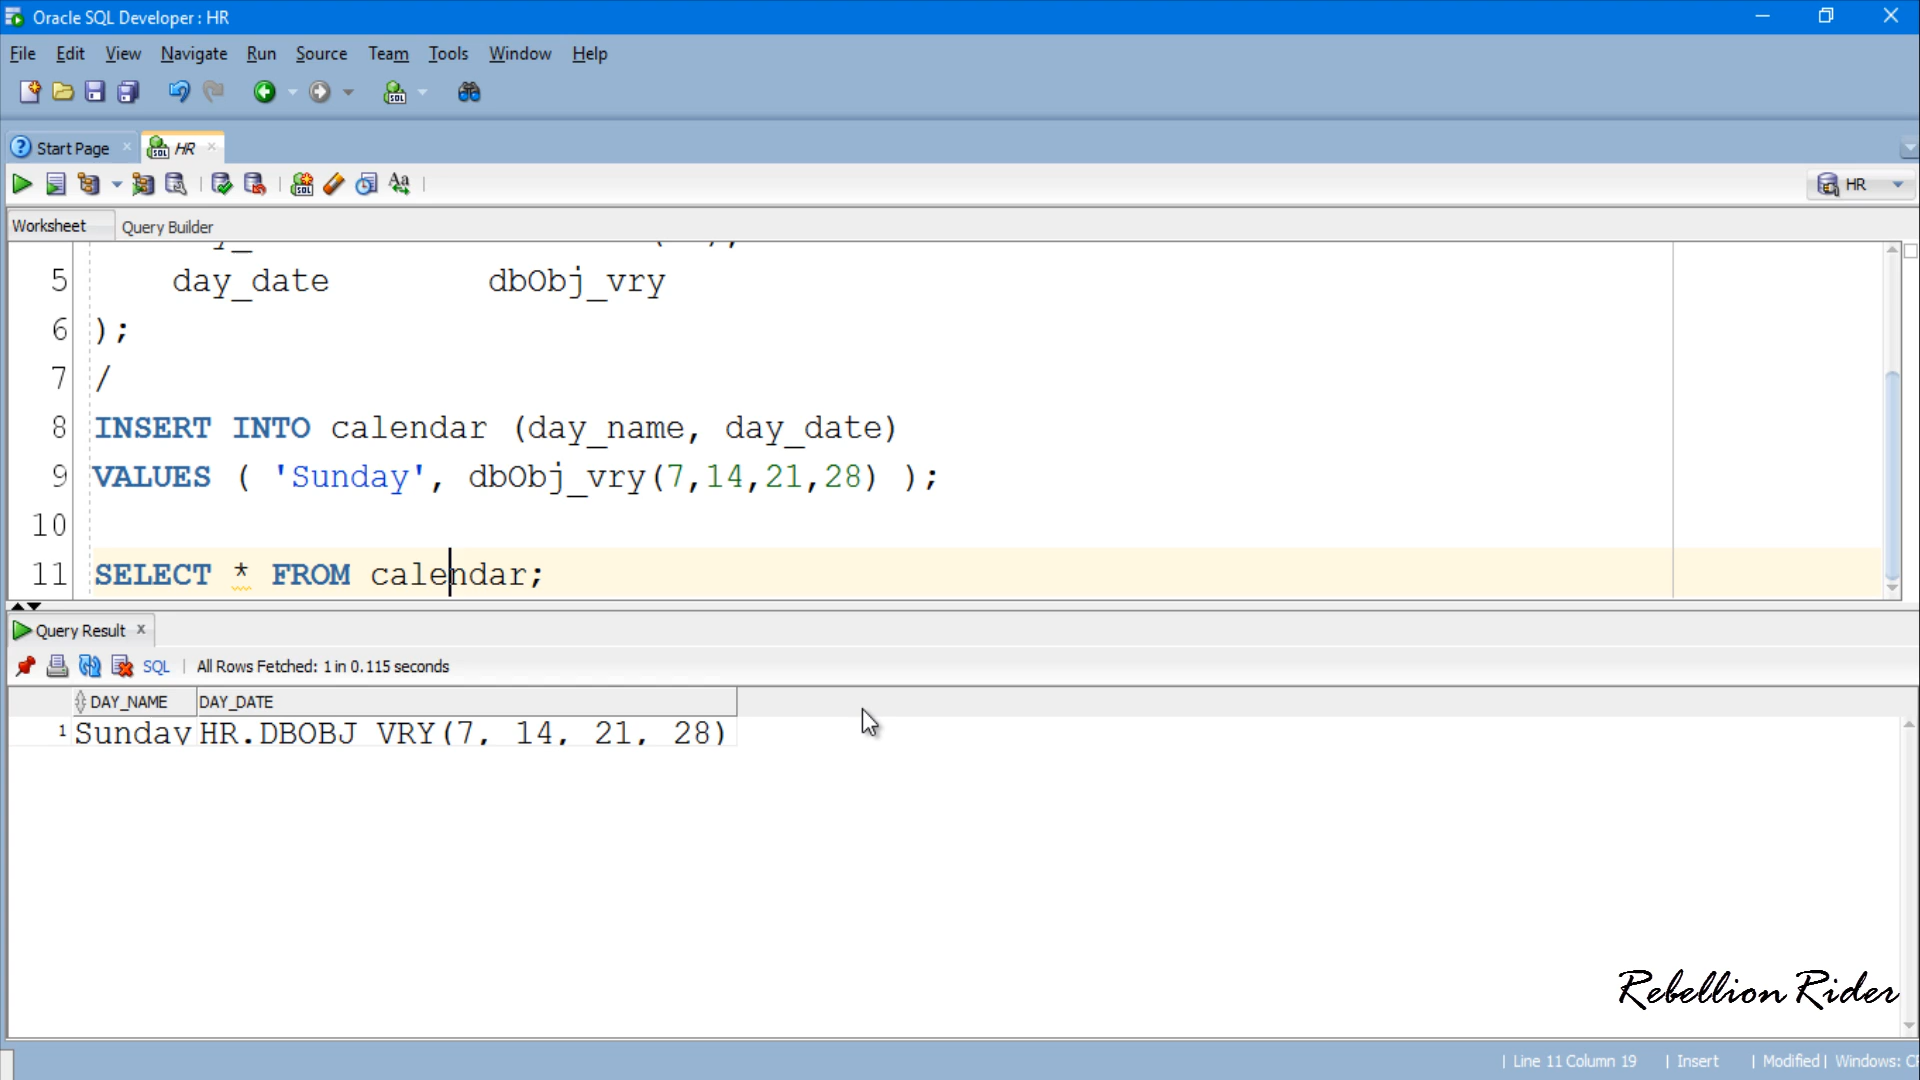 Oracle SQL Developer : HR
File Edit View Navigate Run Source Team Tools Window Help
Start Page HR
HR
Worksheet Query Builder
5 day_date dbObj_vry
6 );
7 /
8 INSERT INTO calendar (day_name, day_date)
9 VALUES ( 'Sunday', dbObj_vry(7,14,21,28) );
10
11 SELECT * FROM calendar;
Query Result x
SQL | All Rows Fetched: 1 in 0.115 seconds
DAY_NAME DAY_DATE
1 Sunday HR.DBOBJ_VRY(7, 14, 21, 28)
Rebellion Rider
| Line 11 Column 19 | Insert | Modified | Windows: